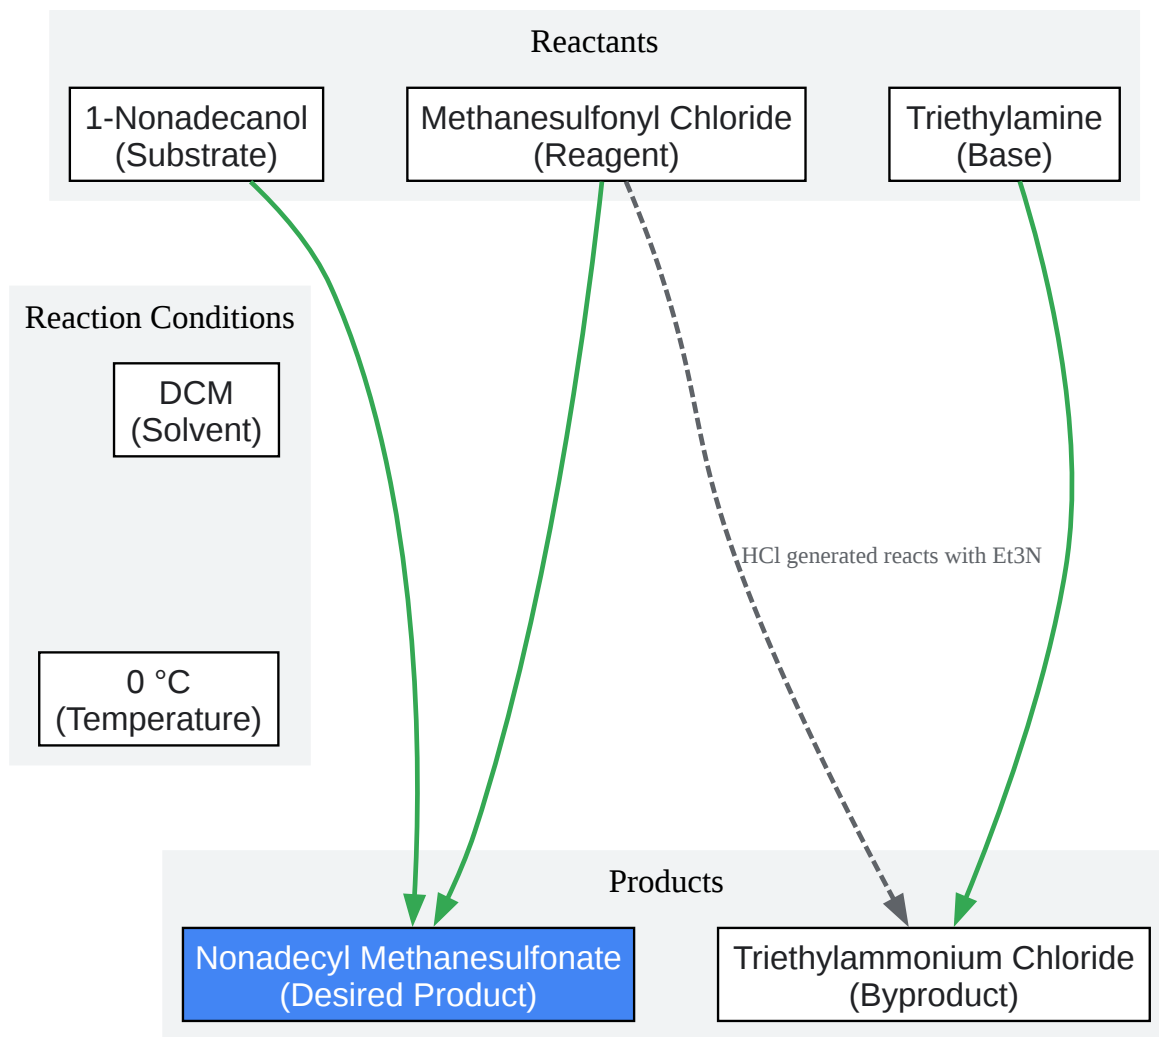 Reactants
1-Nonadecanol
(Substrate)
Methanesulfonyl Chloride
(Reagent)
Triethylamine
(Base)
Reaction Conditions
DCM
(Solvent)
HCl generated reacts with Et3N
0 °C
(Temperature)
Products
Nonadecyl Methanesulfonate
(Desired Product)
Triethylammonium Chloride
(Byproduct)